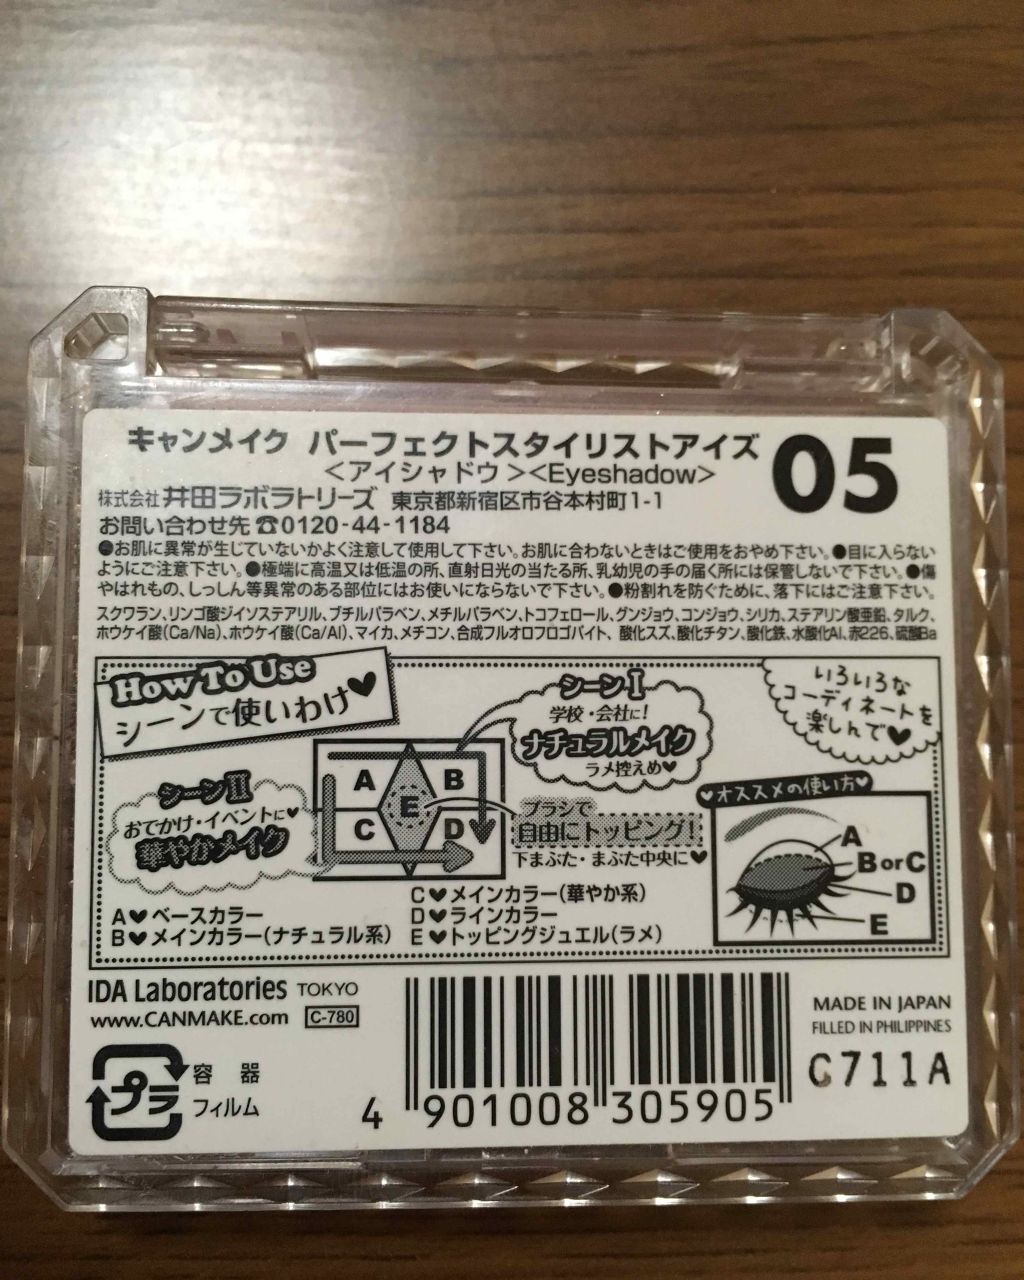 キャンメイク パーフェクトスタイリストアイズ 05
＜アイシャドウ＞＜Eyeshadow＞
株式会社 井田ラボラトリーズ 東京都新宿区市谷本村町1-1
お問い合わせ先 ☎0120-44-1184
●お肌に異常が生じていないかよく注意して使用して下さい。お肌に合わないときはご使用をおやめ下さい。●目に入らない
ようにご注意下さい。●極端に高温又は低温の所、直射日光の当たる所、乳幼児の手の届く所には保管しないで下さい。●傷
やはれもの、しっしん等異常のある部位にはお使いにならないで下さい。●粉割れを防ぐために、落下にはご注意下さい。
スクワラン、リンゴ酸ジイソステアリル、ブチルパラベン、メチルパラベン、トコフェロール、グンジョウ、コンジョウ、シリカ、ステアリン酸亜鉛、タルク、
ホウケイ酸(Ca/Na)、ホウケイ酸(Ca/Al)、マイカ、メチコン、合成フルオロフロゴパイト、酸化スズ、酸化チタン、酸化鉄、水酸化Al、赤226、硫酸Ba
How To Use
シーンで使いわけ♥
シーンⅠ
学校・会社に!
ナチュラルメイク
ラメ控えめ♥
いろいろな
コーディネートを
楽しんで♥
シーンⅡ
おでかけ・イベントに♥
華やかメイク
A B
E
C D
ブラシで
自由にトッピング!
下まぶた・まぶた中央に♥
♥オススメの使い方♥
A
B or C
D
E
A♥ベースカラー
B♥メインカラー(ナチュラル系)
C♥メインカラー(華やか系)
D♥ラインカラー
E♥トッピングジュエル(ラメ)
IDA Laboratories TOKYO
www.CANMAKE.com C-780
プラ
容器
フィルム
4 901008 305905
MADE IN JAPAN
FILLED IN PHILIPPINES
C711A